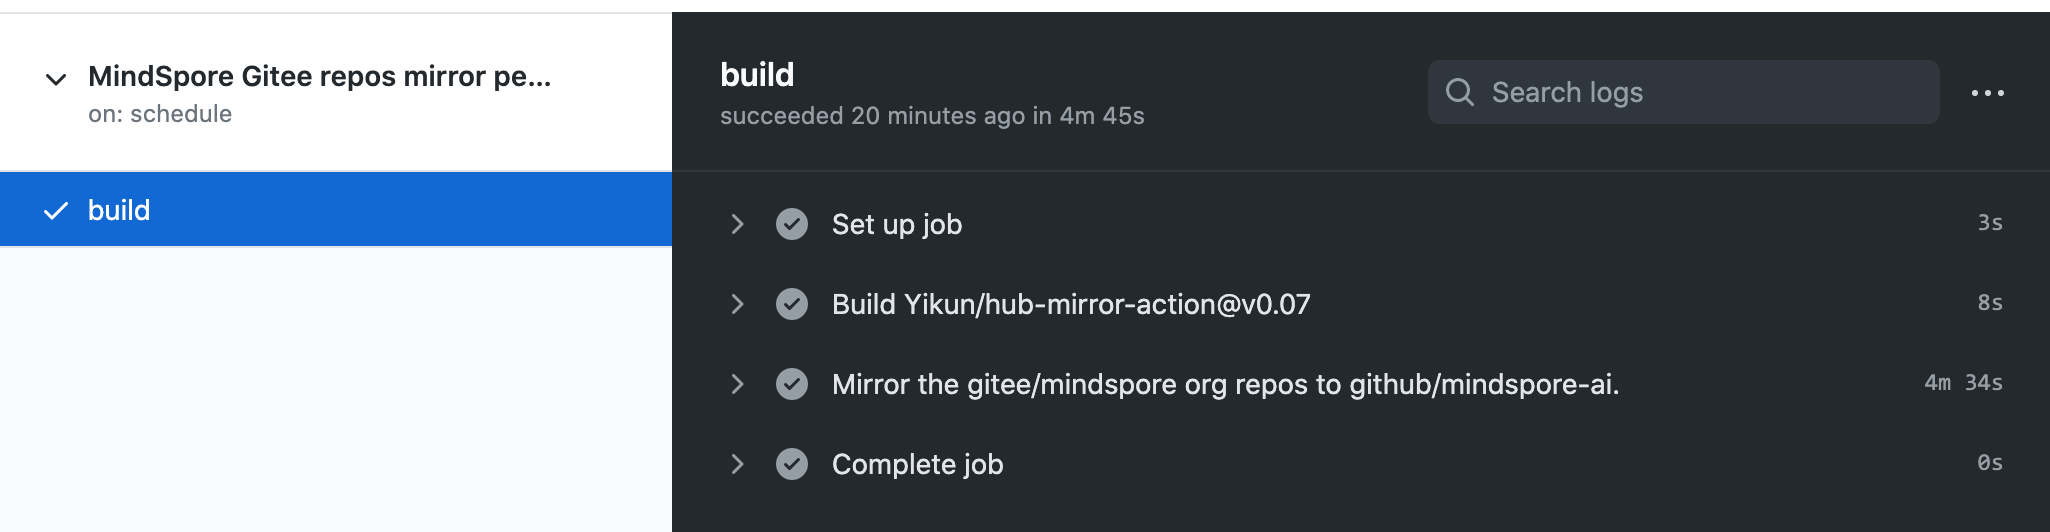 MindSpore Gitee repos mirror pe...
on: schedule
build
build
succeeded 20 minutes ago in 4m 45s
Search logs
Set up job 3s
Build Yikun/hub-mirror-action@v0.07 8s
Mirror the gitee/mindspore org repos to github/mindspore-ai. 4m 34s
Complete job 0s